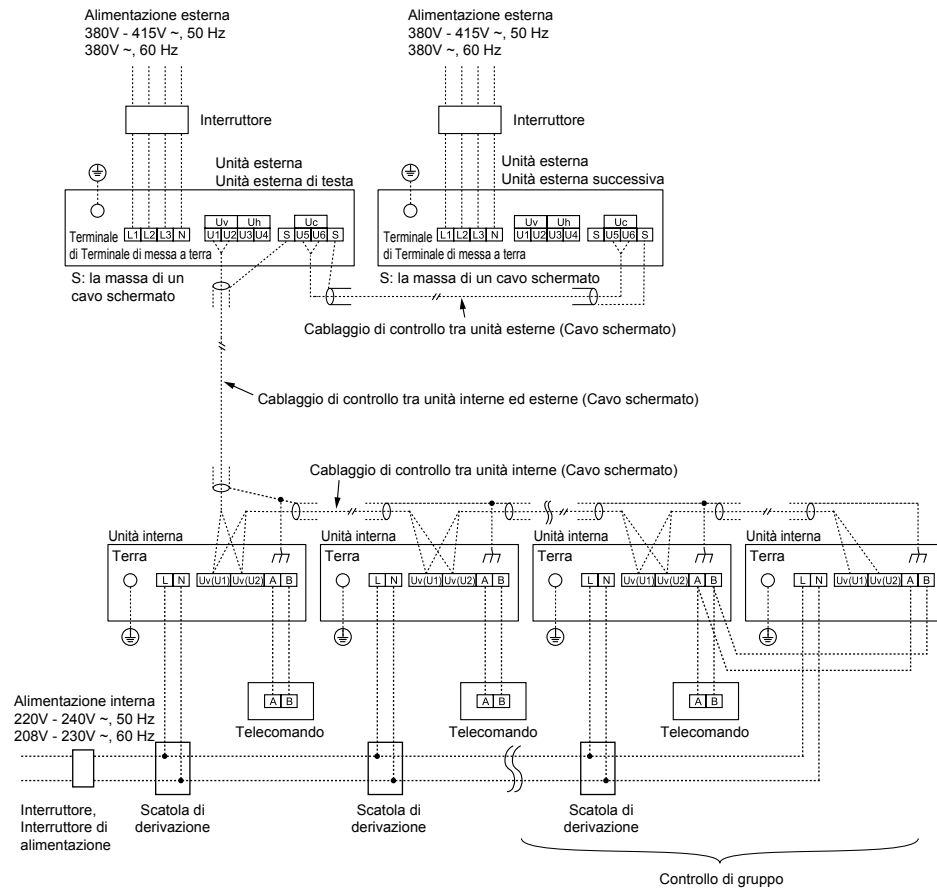 Alimentazione esterna
380V - 415V ~, 50 Hz
380V ~, 60 Hz
Alimentazione esterna
380V - 415V ~, 50 Hz
380V ~, 60 Hz
Interruttore
Interruttore
Unità esterna
Unità esterna di testa
Unità esterna
Unità esterna successiva
Uv Uh Uc
Terminale L1 L2 L3 N U1 U2 U3 U4 S U5 U6 S
di Terminale di messa a terra
Uv Uh Uc
Terminale L1 L2 L3 N U1 U2 U3 U4 S U5 U6 S
di Terminale di messa a terra
S: la massa di un
cavo schermato
S: la massa di un cavo schermato
Cablaggio di controllo tra unità esterne (Cavo schermato)
Cablaggio di controllo tra unità interne ed esterne (Cavo schermato)
Cablaggio di controllo tra unità interne (Cavo schermato)
Unità interna
Terra
L N Uv(U1) Uv(U2) A B
Unità interna
Terra
L N Uv(U1) Uv(U2) A B
Unità interna
Terra
L N Uv(U1) Uv(U2) A B
Unità interna
Terra
L N Uv(U1) Uv(U2) A B
A B
Telecomando
A B
Telecomando
A B
Telecomando
Alimentazione interna
220V - 240V ~, 50 Hz
208V - 230V ~, 60 Hz
Interruttore,
Interruttore di
alimentazione
Scatola di
derivazione
Scatola di
derivazione
Scatola di
derivazione
Controllo di gruppo